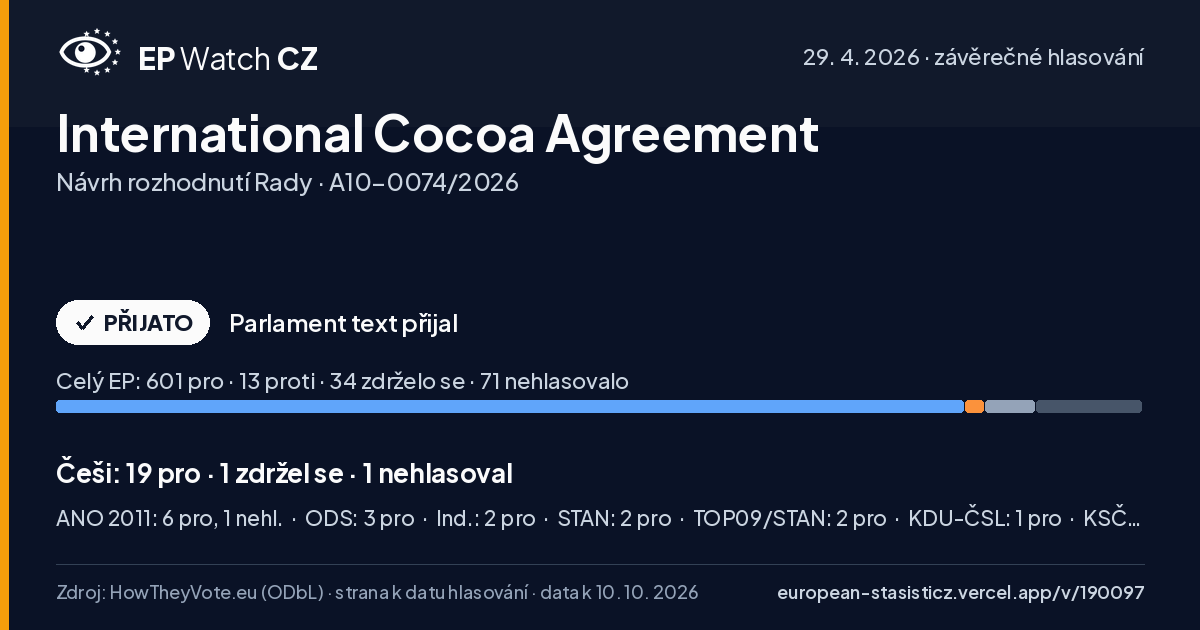 EP Watch CZ
29. 4. 2026 · závěrečné hlasování
International Cocoa Agreement
Návrh rozhodnutí Rady · A10-0074/2026
✓ PŘIJATO
Parlament text přijal
Celý EP: 601 pro · 13 proti · 34 zdrželo se · 71 nehlasovalo
Češi: 19 pro · 1 zdržel se · 1 nehlasoval
ANO 2011: 6 pro, 1 nehl. · ODS: 3 pro · Ind.: 2 pro · STAN: 2 pro · TOP09/STAN: 2 pro · KDU-ČSL: 1 pro · KSČ…
Zdroj: HowTheyVote.eu (ODbL) · strana k datu hlasování · data k 10. 10. 2026
european-stasisticz.vercel.app/v/190097